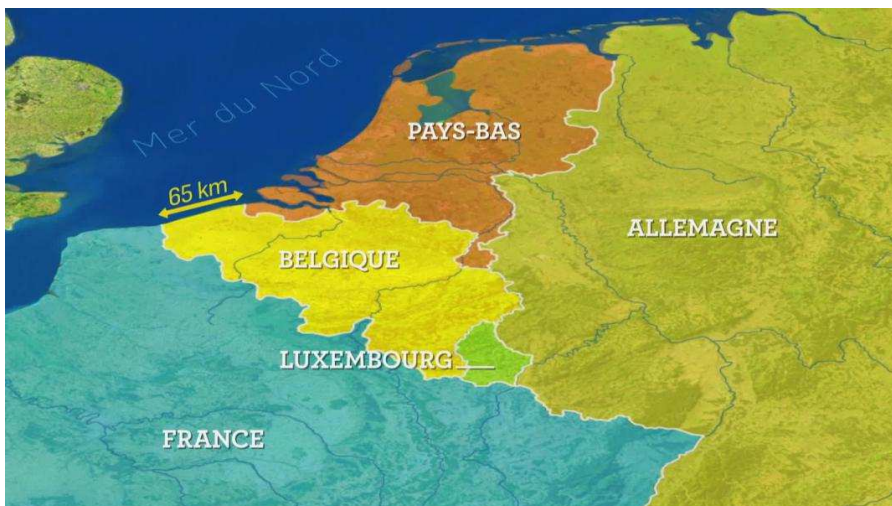 Mer du Nord
PAYS-BAS
65 km
ALLEMAGNE
BELGIQUE
LUXEMBOURG
FRANCE